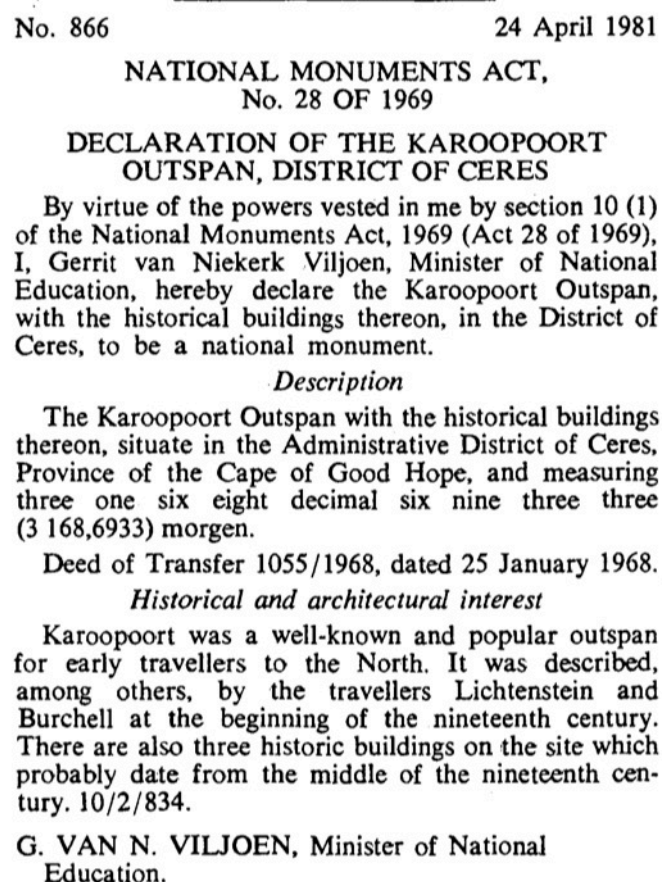 No. 866 24 April 1981
NATIONAL MONUMENTS ACT,
No. 28 OF 1969
DECLARATION OF THE KAROOPOORT
OUTSPAN, DISTRICT OF CERES
By virtue of the powers vested in me by section 10 (1)
of the National Monuments Act, 1969 (Act 28 of 1969),
I, Gerrit van Niekerk Viljoen, Minister of National
Education, hereby declare the Karoopoort Outspan,
with the historical buildings thereon, in the District of
Ceres, to be a national monument.
Description
The Karoopoort Outspan with the historical buildings
thereon, situate in the Administrative District of Ceres,
Province of the Cape of Good Hope, and measuring
three one six eight decimal six nine three three
(3 168,6933) morgen.
Deed of Transfer 1055/1968, dated 25 January 1968.
Historical and architectural interest
Karoopoort was a well-known and popular outspan
for early travellers to the North. It was described,
among others, by the travellers Lichtenstein and
Burchell at the beginning of the nineteenth century.
There are also three historic buildings on the site which
probably date from the middle of the nineteenth cen-
tury. 10/2/834.
G. VAN N. VILJOEN, Minister of National
Education.